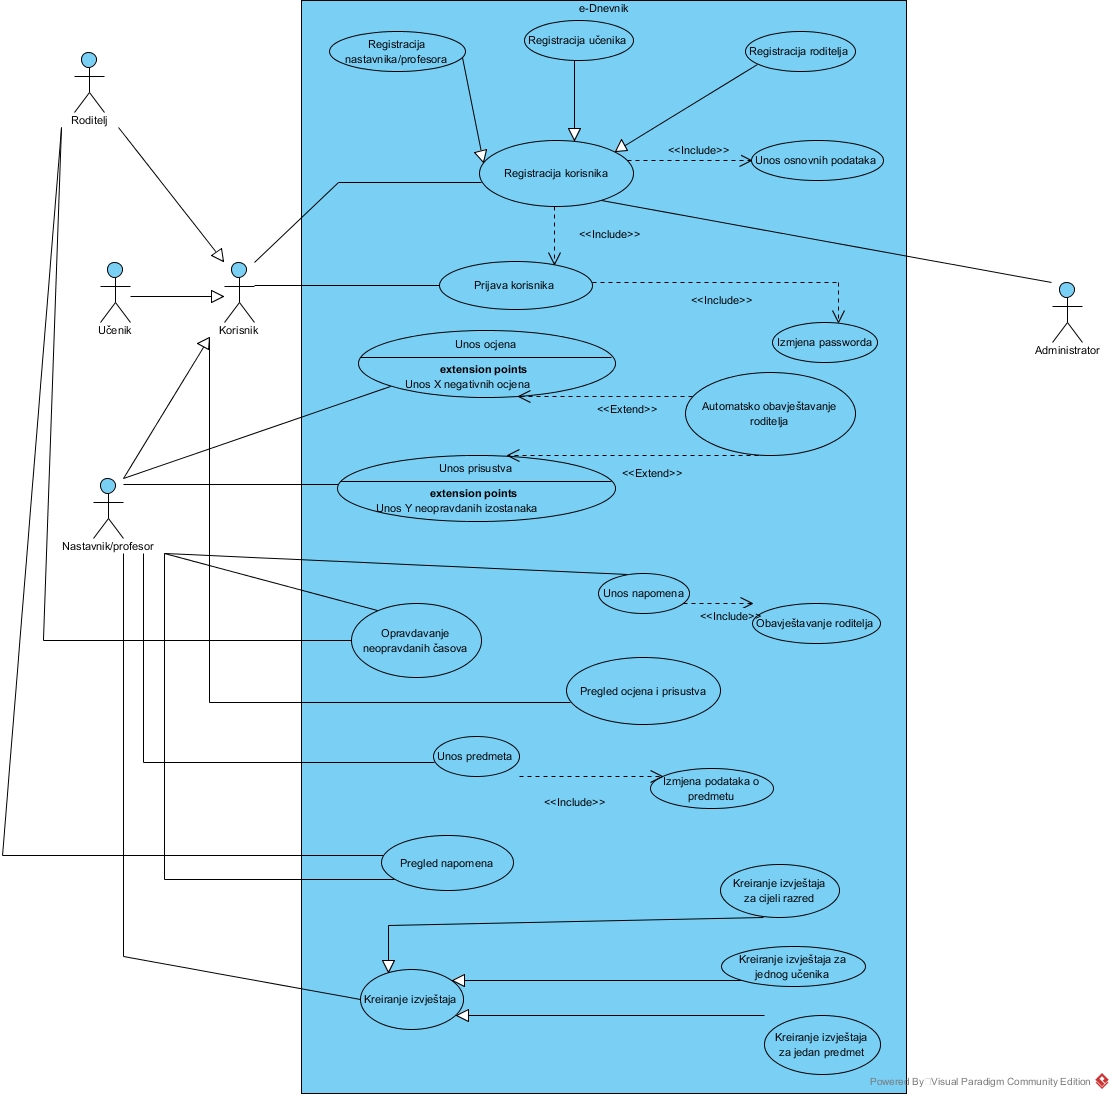 e-Dnevnik
Registracija
nastavnika/profesora
Registracija učenika
Registracija roditelja
Roditelj
Registracija korisnika
<<Include>>
Unos osnovnih podataka
<<Include>>
Učenik
Korisnik
Prijava korisnika
<<Include>>
Izmjena passworda
Administrator
Unos ocjena
extension points
Unos X negativnih ocjena
<<Extend>>
Automatsko obavještavanje
roditelja
Unos prisustva
extension points
Unos Y neopravdanih izostanaka
<<Extend>>
Nastavnik/profesor
Unos napomena
<<Include>>
Obavještavanje roditelja
Opravdavanje
neopravdanih časova
Pregled ocjena i prisustva
Unos predmeta
<<Include>>
Izmjena podataka o
predmetu
Pregled napomena
Kreiranje izvještaja
za cijeli razred
Kreiranje izvještaja za
jednog učenika
Kreiranje izvještaja
Kreiranje izvještaja
za jedan predmet
Powered By Visual Paradigm Community Edition